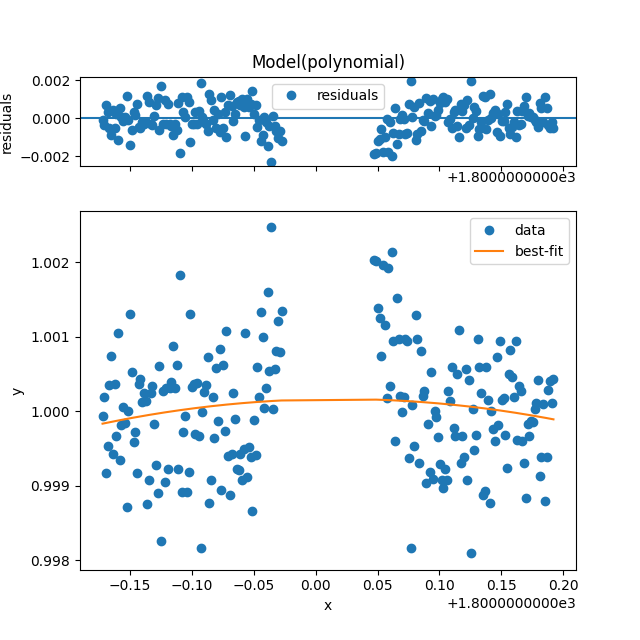 Model(polynomial)
0.002
0.000
−0.002
residuals
residuals
+1.8000000000e3
1.002
1.001
1.000
0.999
0.998
y
data
best-fit
−0.15 −0.10 −0.05 0.00 0.05 0.10 0.15 0.20
x
+1.8000000000e3